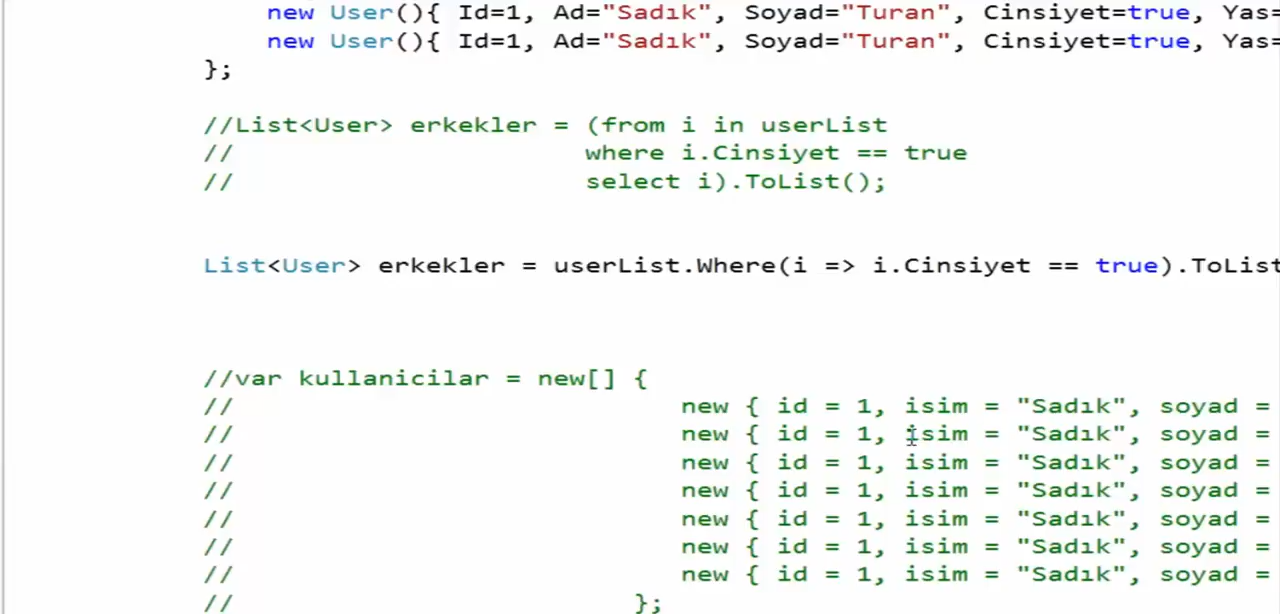 new User(){ Id=1, Ad="Sadık", Soyad="Turan", Cinsiyet=true, Yas=
new User(){ Id=1, Ad="Sadık", Soyad="Turan", Cinsiyet=true, Yas=
};
//List<User> erkekler = (from i in userList
// where i.Cinsiyet == true
// select i).ToList();
List<User> erkekler = userList.Where(i => i.Cinsiyet == true).ToList
//var kullanicilar = new[] {
// new { id = 1, isim = "Sadık", soyad =
// new { id = 1, isim = "Sadık", soyad =
// new { id = 1, isim = "Sadık", soyad =
// new { id = 1, isim = "Sadık", soyad =
// new { id = 1, isim = "Sadık", soyad =
// new { id = 1, isim = "Sadık", soyad =
// new { id = 1, isim = "Sadık", soyad =
// };